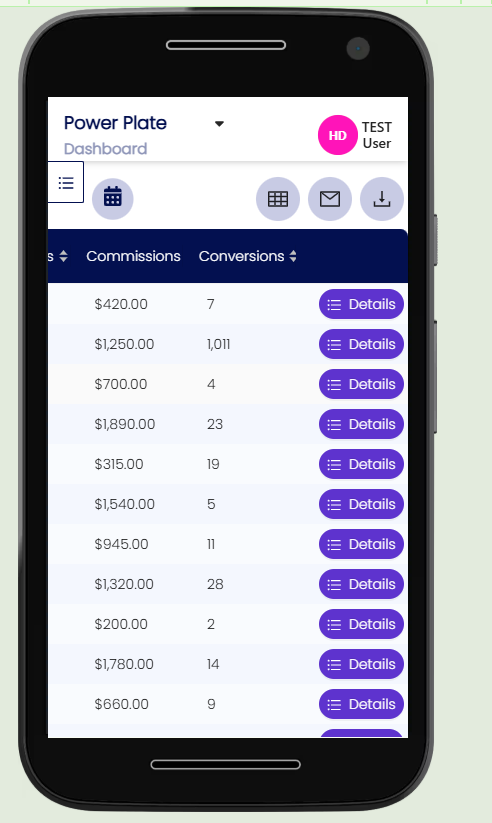 Power Plate
Dashboard
HD
TEST
User
s Commissions Conversions
$420.00 7 Details
$1,250.00 1,011 Details
$700.00 4 Details
$1,890.00 23 Details
$315.00 19 Details
$1,540.00 5 Details
$945.00 11 Details
$1,320.00 28 Details
$200.00 2 Details
$1,780.00 14 Details
$660.00 9 Details